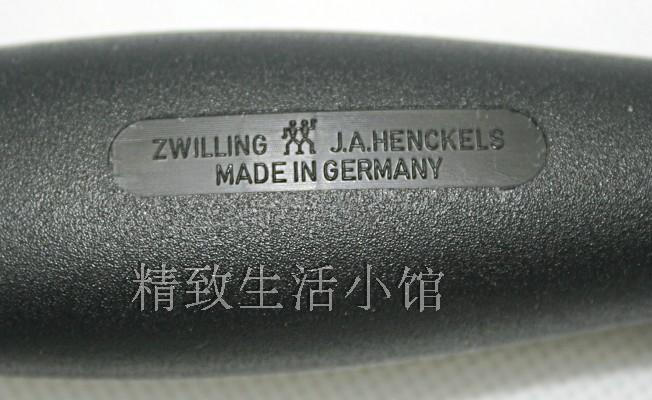 ZWILLING J.A.HENCKELS
MADE IN GERMANY
精致生活小馆